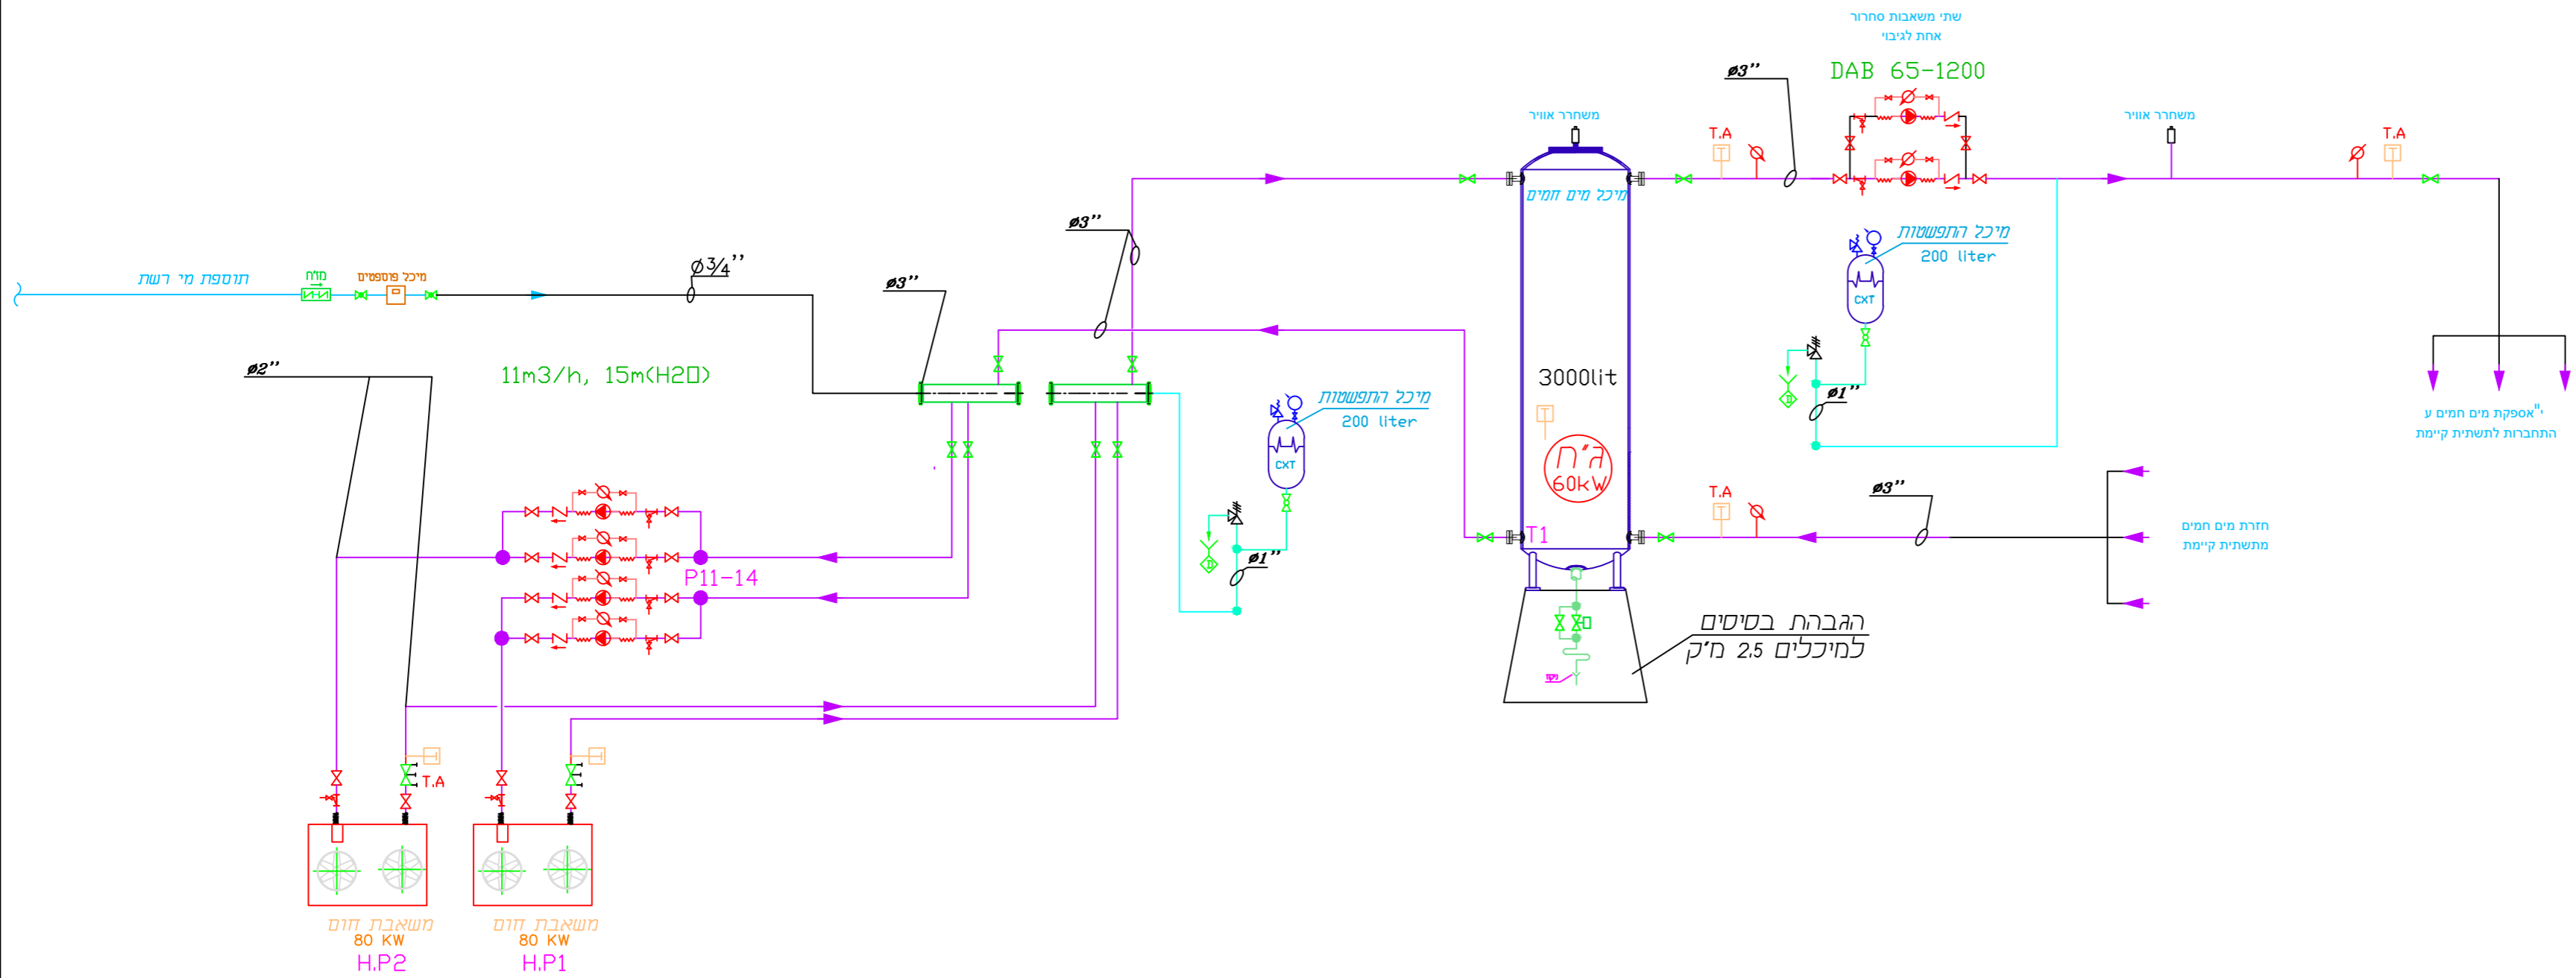 שתי משאבות סחרור
אחת לגיבוי
DAB 65-1200
ø3’’
משחרר אוויר
T.A
משחרר אוויר
T.A
מיכל מים חמים
ø3’’
מיכל התפשטות
200 liter
CXT
תוספת מי רשת
מז"ח
מיכל פוספטים
Ø3/4’’
ø3’’
ø2’’
11m3/h, 15m(H2O)
3000lit
ø1’’
מיכל התפשטות
200 liter
CXT
י"אספקת מים חמים ע
התחברות לתשתית קיימת
ג"ח
60kW
T.A
ø3’’
T1
חזרת מים חמים
מתשתית קיימת
D
D
ø1’’
P11-14
הגבהת בסיסים
למיכלים 2.5 מ'ק
ניקוז
T.A
משאבת חום
80 KW
H.P2
משאבת חום
80 KW
H.P1